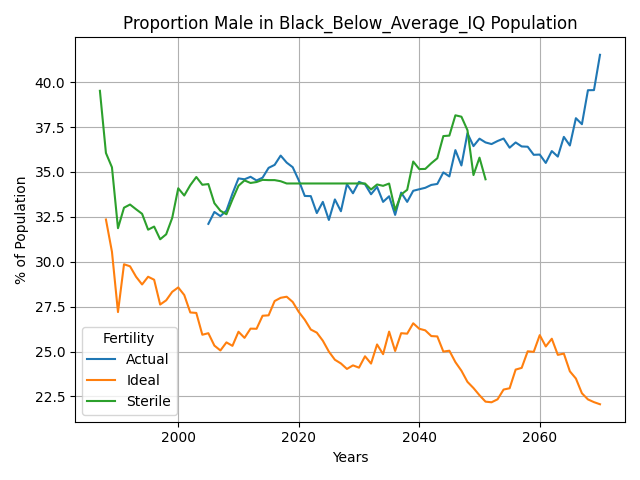 Proportion Male in Black_Below_Average_IQ Population
% of Population
40.0
37.5
35.0
32.5
30.0
27.5
25.0
22.5
Fertility
Actual
Ideal
Sterile
2000 2020 2040 2060
Years